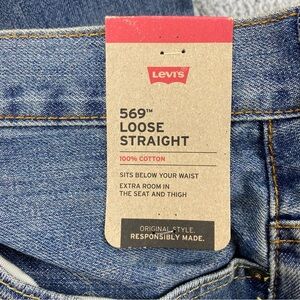 LEVI'S
569™
LOOSE
STRAIGHT
100% COTTON
SITS BELOW YOUR WAIST
EXTRA ROOM IN
THE SEAT AND THIGH
ORIGINAL STYLE.
RESPONSIBLY MADE.